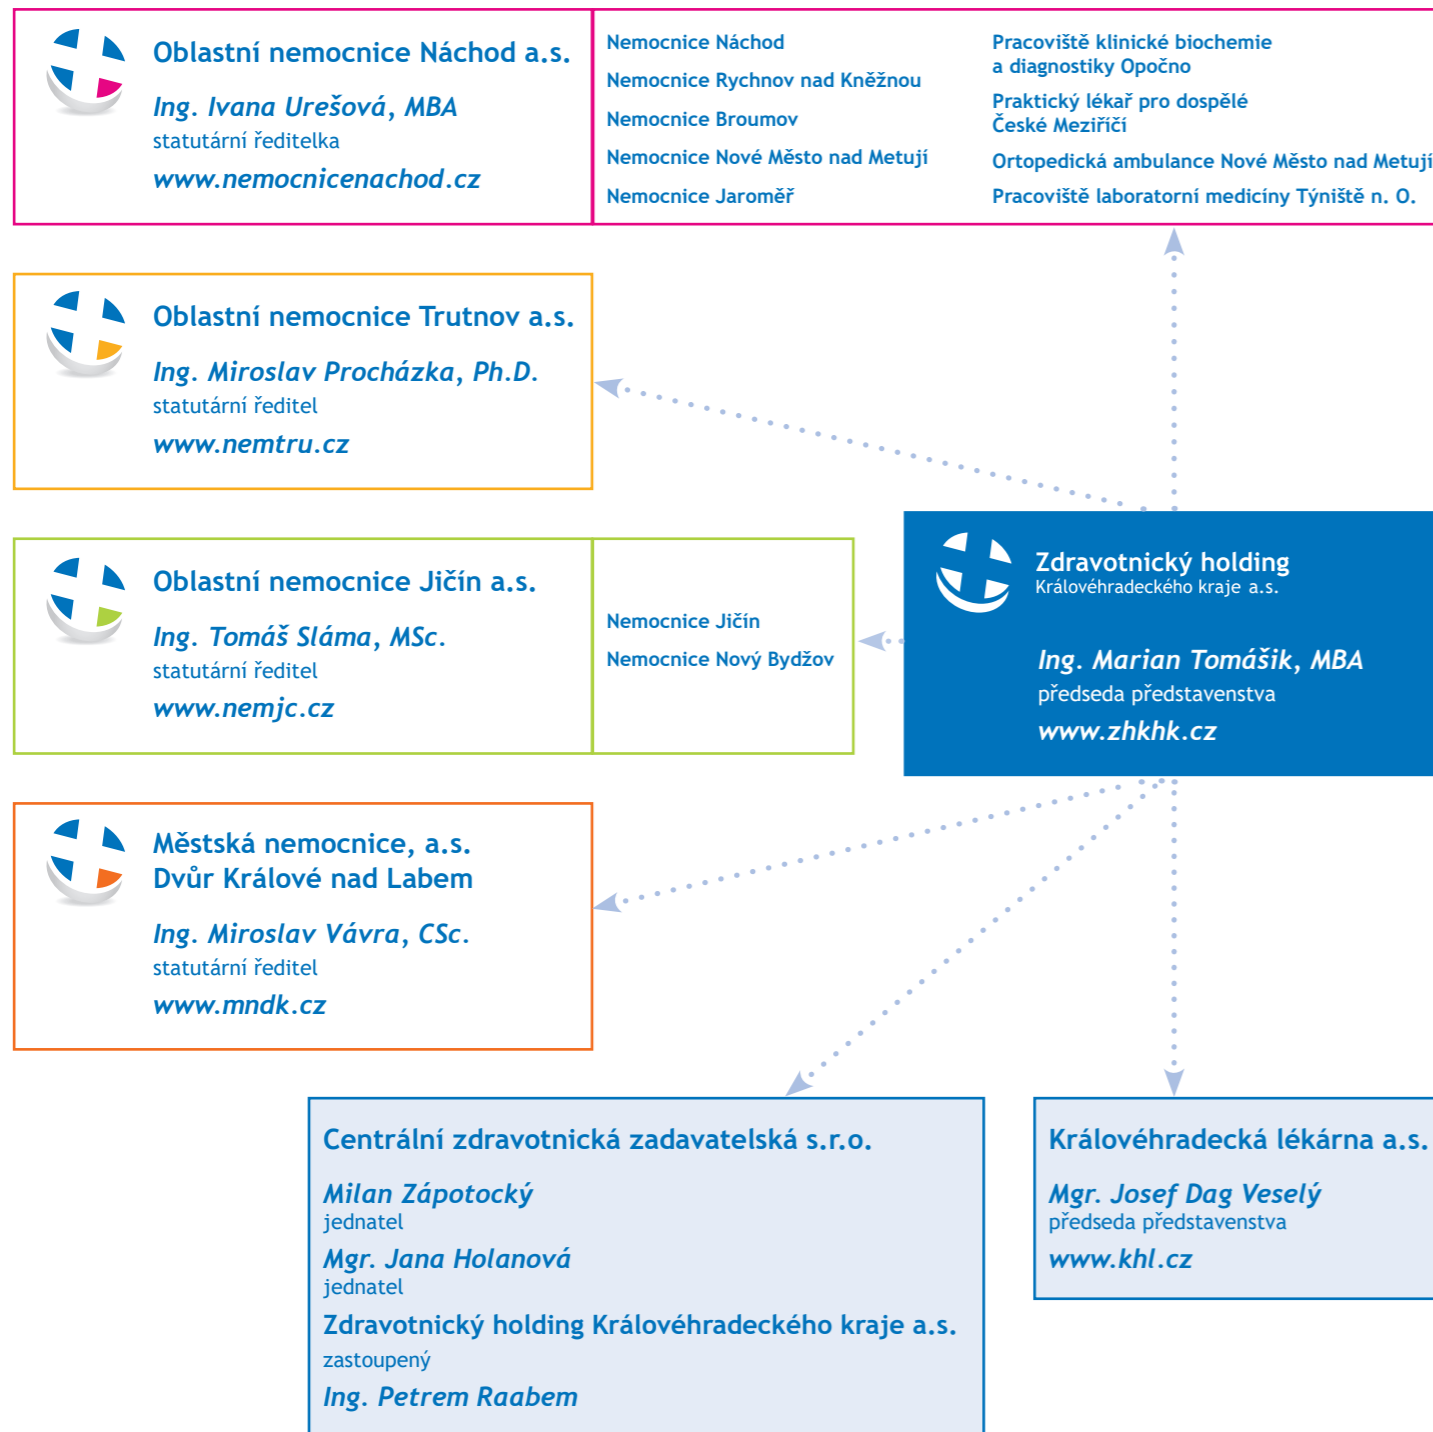 Oblastní nemocnice Náchod a.s.
Ing. Ivana Urešová, MBA
statutární ředitelka
www.nemocnicenachod.cz
Nemocnice Náchod
Nemocnice Rychnov nad Kněžnou
Nemocnice Broumov
Nemocnice Nové Město nad Metují
Nemocnice Jaroměř
Pracoviště klinické biochemie
a diagnostiky Opočno
Praktický lékař pro dospělé
České Meziříčí
Ortopedická ambulance Nové Město nad Metují
Pracoviště laboratorní medicíny Týniště n. O.
Oblastní nemocnice Trutnov a.s.
Ing. Miroslav Procházka, Ph.D.
statutární ředitel
www.nemtru.cz
Oblastní nemocnice Jičín a.s.
Ing. Tomáš Sláma, MSc.
statutární ředitel
www.nemjc.cz
Nemocnice Jičín
Nemocnice Nový Bydžov
Zdravotnický holding
Královéhradeckého kraje a.s.
Ing. Marian Tomášik, MBA
předseda představenstva
www.zhkhk.cz
Městská nemocnice, a.s.
Dvůr Králové nad Labem
Ing. Miroslav Vávra, CSc.
statutární ředitel
www.mndk.cz
Centrální zdravotnická zadavatelská s.r.o.
Milan Zápotocký
jednatel
Mgr. Jana Holanová
jednatel
Zdravotnický holding Královéhradeckého kraje a.s.
zastoupený
Ing. Petrem Raabem
Královéhradecká lékárna a.s.
Mgr. Josef Dag Veselý
předseda představenstva
www.khl.cz